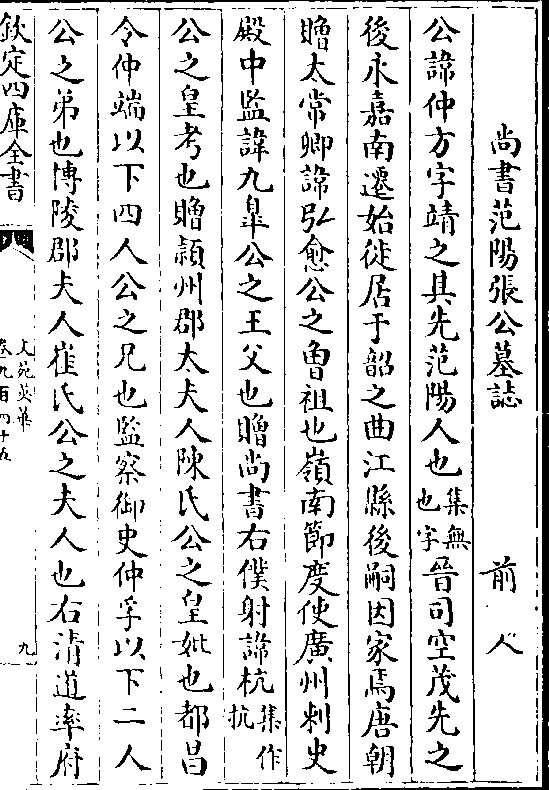 尚書范陽張公墓誌　前人
公諱仲方字靖之其先范陽人也集無也字晉司空茂先之
後永嘉南遷始徙居于韶之曲江縣後嗣因家焉唐朝
贈太常卿諱弘愈公之曾祖也嶺南節度使廣州刺史
殿中監諱九臯公之王父也贈尚書右僕射諱杭集作抗
公之皇考也贈潁州郡太夫人陳氏公之皇妣也都昌
令仲端以下四人公之兄也監察御史仲孚以下二人
公之弟也博陵郡夫人崔氏公之夫人也右清道率府
欽定四庫全書
文苑英華
卷九百四十五
九